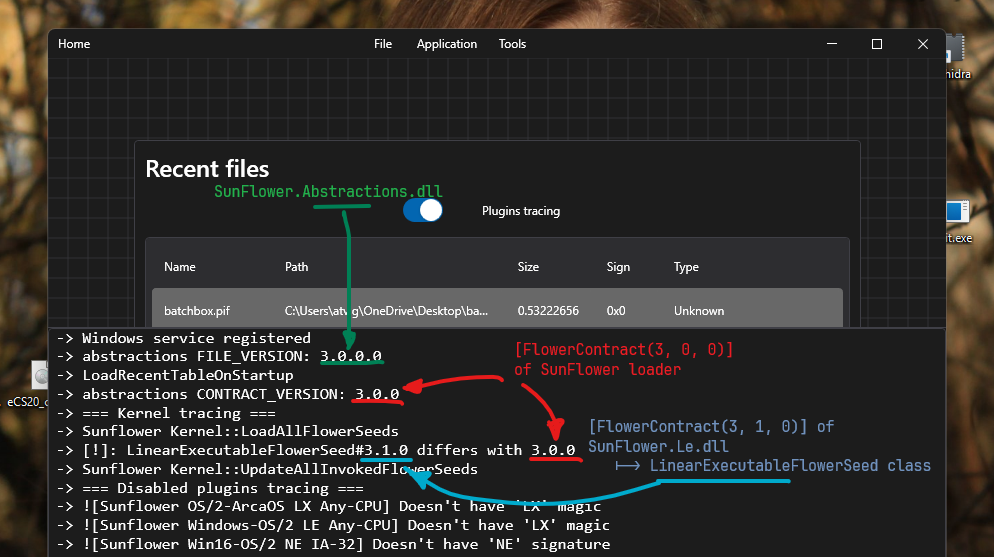 Home
File
Application
Tools
hidra
Recent files
SunFlower.Abstractions.dll
Plugins tracing
it.exe
Name
Path
Size
Sign
Type
batchbox.pif
C:\Users\atvlg\OneDrive\Desktop\ba...
0.53222656
0x0
Unknown
-> Windows service registered
-> abstractions FILE_VERSION: 3.0.0.0
-> LoadRecentTableOnStartup
-> abstractions CONTRACT_VERSION: 3.0.0
-> === Kernel tracing ===
-> Sunflower Kernel::LoadAllFlowerSeeds
-> [!]: LinearExecutableFlowerSeed#3.1.0 differs with 3.0.0
-> Sunflower Kernel::UpdateAllInvokedFlowerSeeds
-> === Disabled plugins tracing ===
-> ![Sunflower OS/2-ArcaOS LX Any-CPU] Doesn't have 'LX' magic
-> ![Sunflower Windows-OS/2 LE Any-CPU] Doesn't have 'LX' magic
-> ![Sunflower Win16-OS/2 NE IA-32] Doesn't have 'NE' signature
[FlowerContract(3, 0, 0)]
of SunFlower loader
[FlowerContract(3, 1, 0)] of
SunFlower.Le.dll
↦ LinearExecutableFlowerSeed class
eCS20_